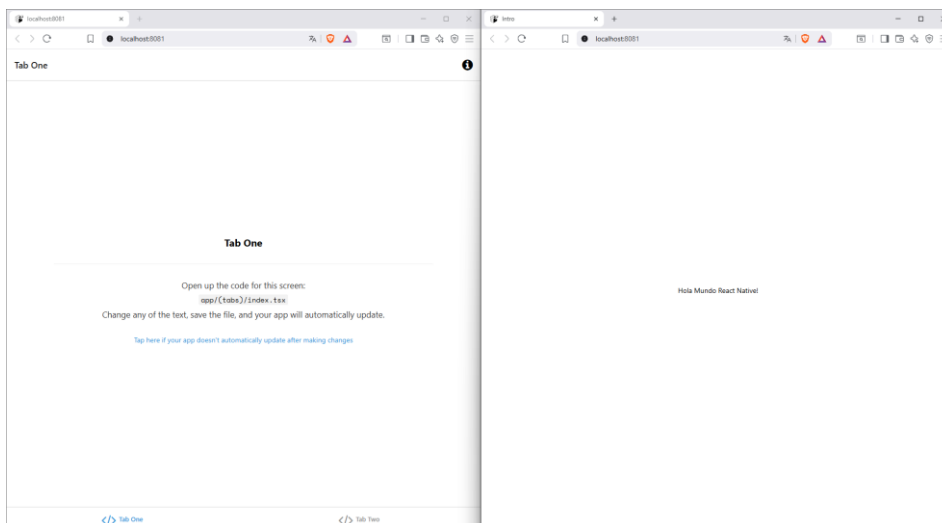 localhost:8081
localhost:8081
Tab One
Tab One
Open up the code for this screen:
app/(tabs)/index.tsx
Change any of the text, save the file, and your app will automatically update.
Tap here if your app doesn't automatically update after making changes
</> Tab One
</> Tab Two
Intro
localhost:8081
Hola Mundo React Native!